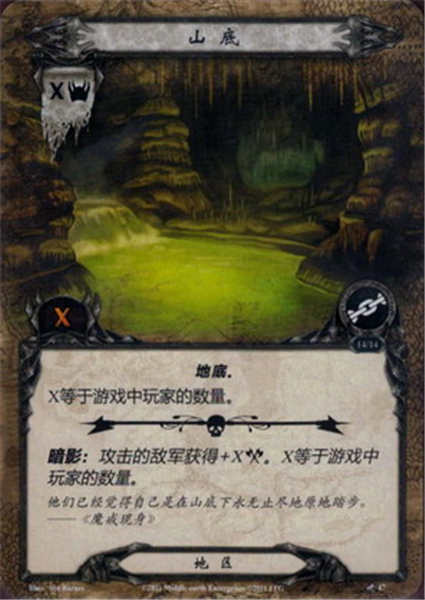 山底
X
X
14/14
地底.
X等于游戏中玩家的数量。
暗影: 攻击的敌军获得+X。X等于游戏中
玩家的数量。
他们已经觉得自己是在山底下永无止尽地原地踏步。
——《魔戒现身》
地区
47